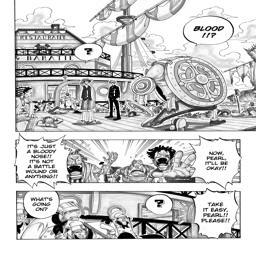 BLOOD
!!?
RESTAURANT
BARATIE
?
NOW,
PEARL,
IT'LL BE
OKAY!!
IT'S JUST
A BLOODY
NOSE!!
IT'S NOT A
BATTLE
WOUND OR
ANYTHING!!
TAKE IT
EASY,
PEARL!!
PLEASE!!
?
WHAT'S
GOING
ON?